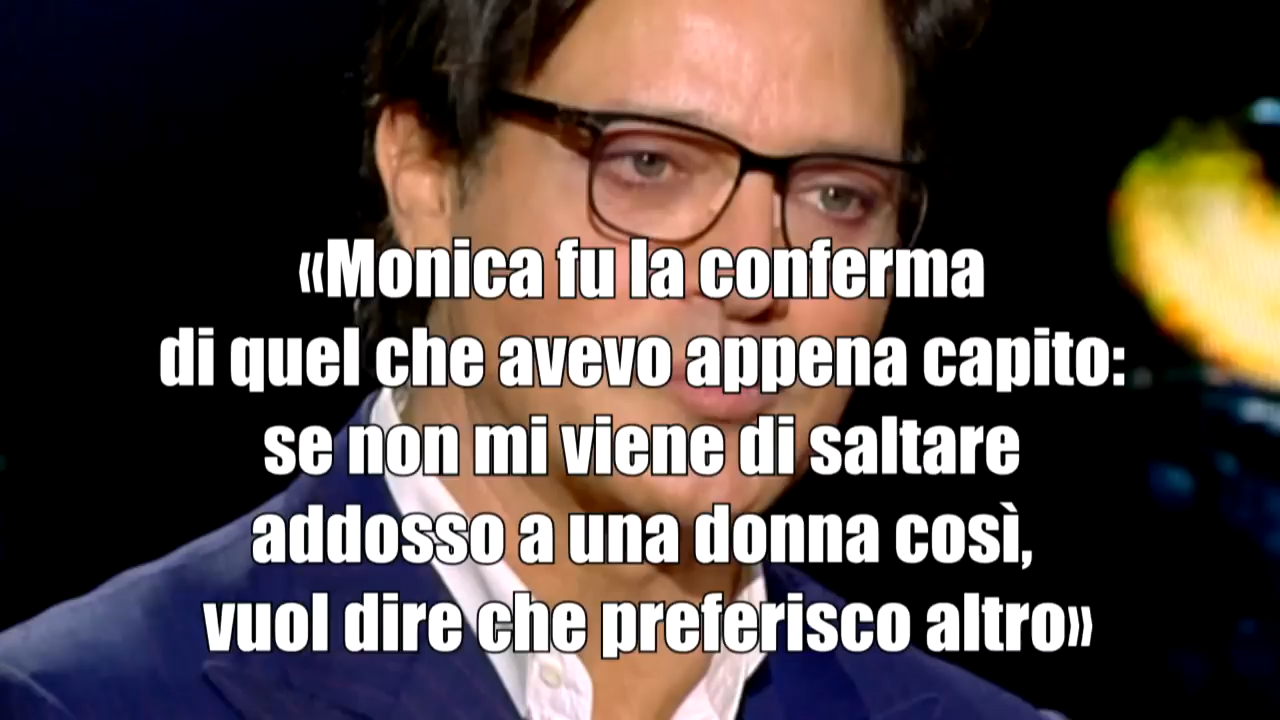 «Monica fu la conferma
di quel che avevo appena capito:
se non mi viene di saltare
addosso a una donna così,
vuol dire che preferisco altro»